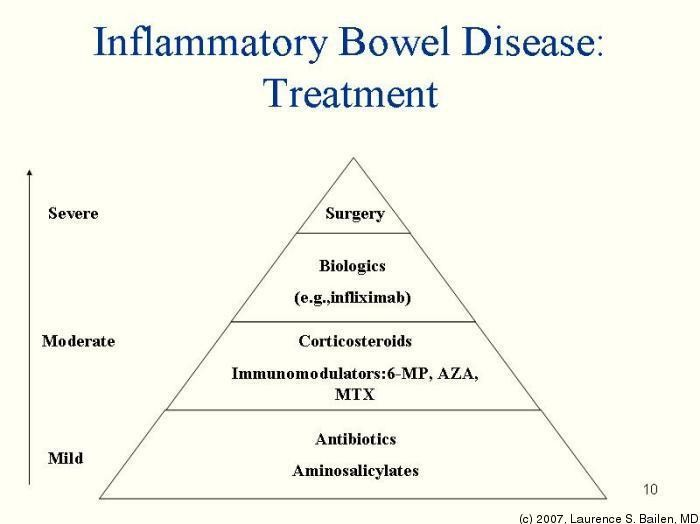 Inflammatory Bowel Disease:
Treatment
Severe
Surgery
Biologics
(e.g.,infliximab)
Moderate
Corticosteroids
Immunomodulators:6-MP, AZA,
MTX
Antibiotics
Mild
Aminosalicylates
10
(c) 2007, Laurence S. Bailen, MD